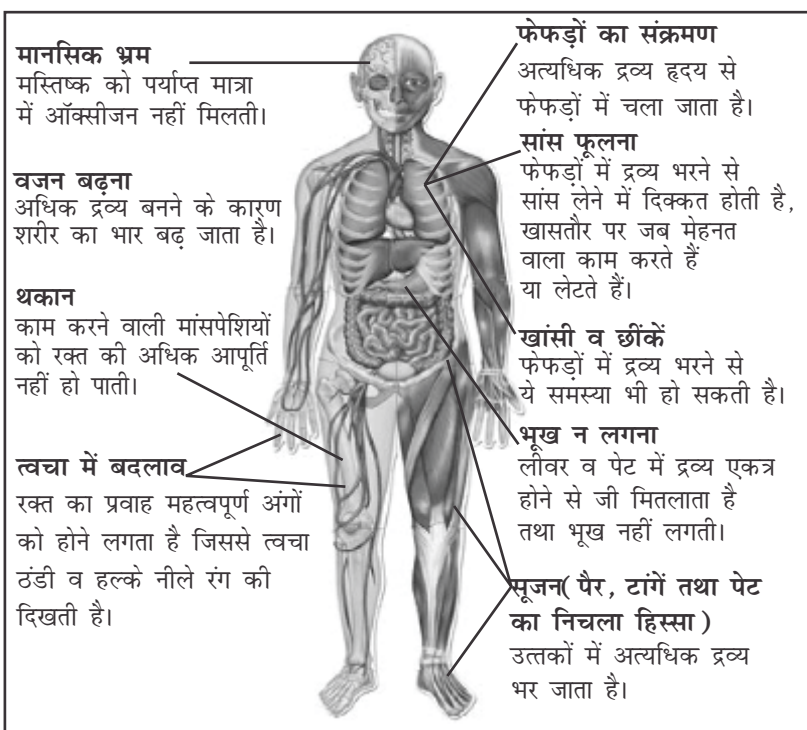 मानसिक भ्रम
मस्तिष्क को पर्याप्त मात्रा
में ऑक्सीजन नहीं मिलती।
वजन बढ़ना
अधिक द्रव्य बनने के कारण
शरीर का भार बढ़ जाता है।
थकान
काम करने वाली मांसपेशियों
को रक्त की अधिक आपूर्ति
नहीं हो पाती।
त्वचा में बदलाव
रक्त का प्रवाह महत्वपूर्ण अंगों
को होने लगता है जिससे त्वचा
ठंडी व हल्के नीले रंग की
दिखती है।
फेफड़ों का संक्रमण
अत्यधिक द्रव्य हृदय से
फेफड़ों में चला जाता है।
सांस फूलना
फेफड़ों में द्रव्य भरने से
सांस लेने में दिक्कत होती है,
खासतौर पर जब मेहनत
वाला काम करते हैं
या लेटते हैं।
खांसी व छींकें
फेफड़ों में द्रव्य भरने से
ये समस्या भी हो सकती है।
भूख न लगना
लीवर व पेट में द्रव्य एकत्र
होने से जी मितलाता है
तथा भूख नहीं लगती।
सूजन( पैर, टांगें तथा पेट
का निचला हिस्सा )
उत्तकों में अत्यधिक द्रव्य
भर जाता है।